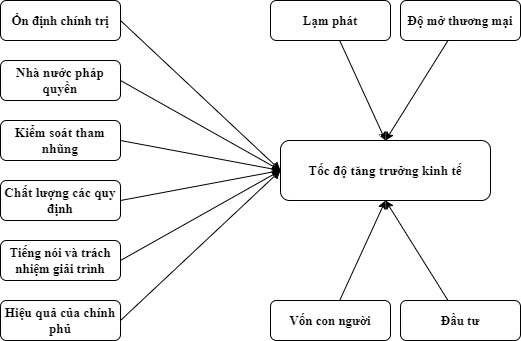 Ổn định chính trị
Nhà nước pháp
quyền
Kiểm soát tham
nhũng
Chất lượng các quy
định
Tiếng nói và trách
nhiệm giải trình
Hiệu quả của chính
phủ
Lạm phát
Độ mở thương mại
Tốc độ tăng trưởng kinh tế
Vốn con người
Đầu tư